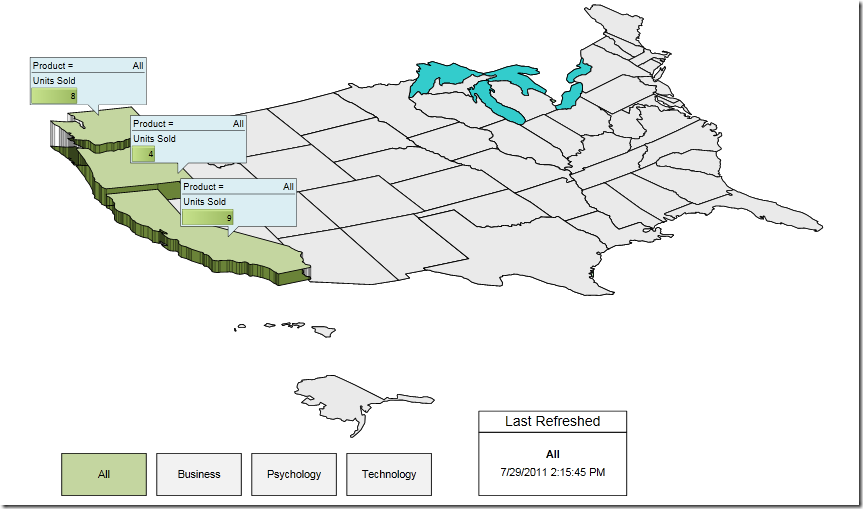 Product = All
Units Sold
8
Product = All
Units Sold
4
Product = All
Units Sold
9
All
Business
Psychology
Technology
Last Refreshed
All
7/29/2011 2:15:45 PM